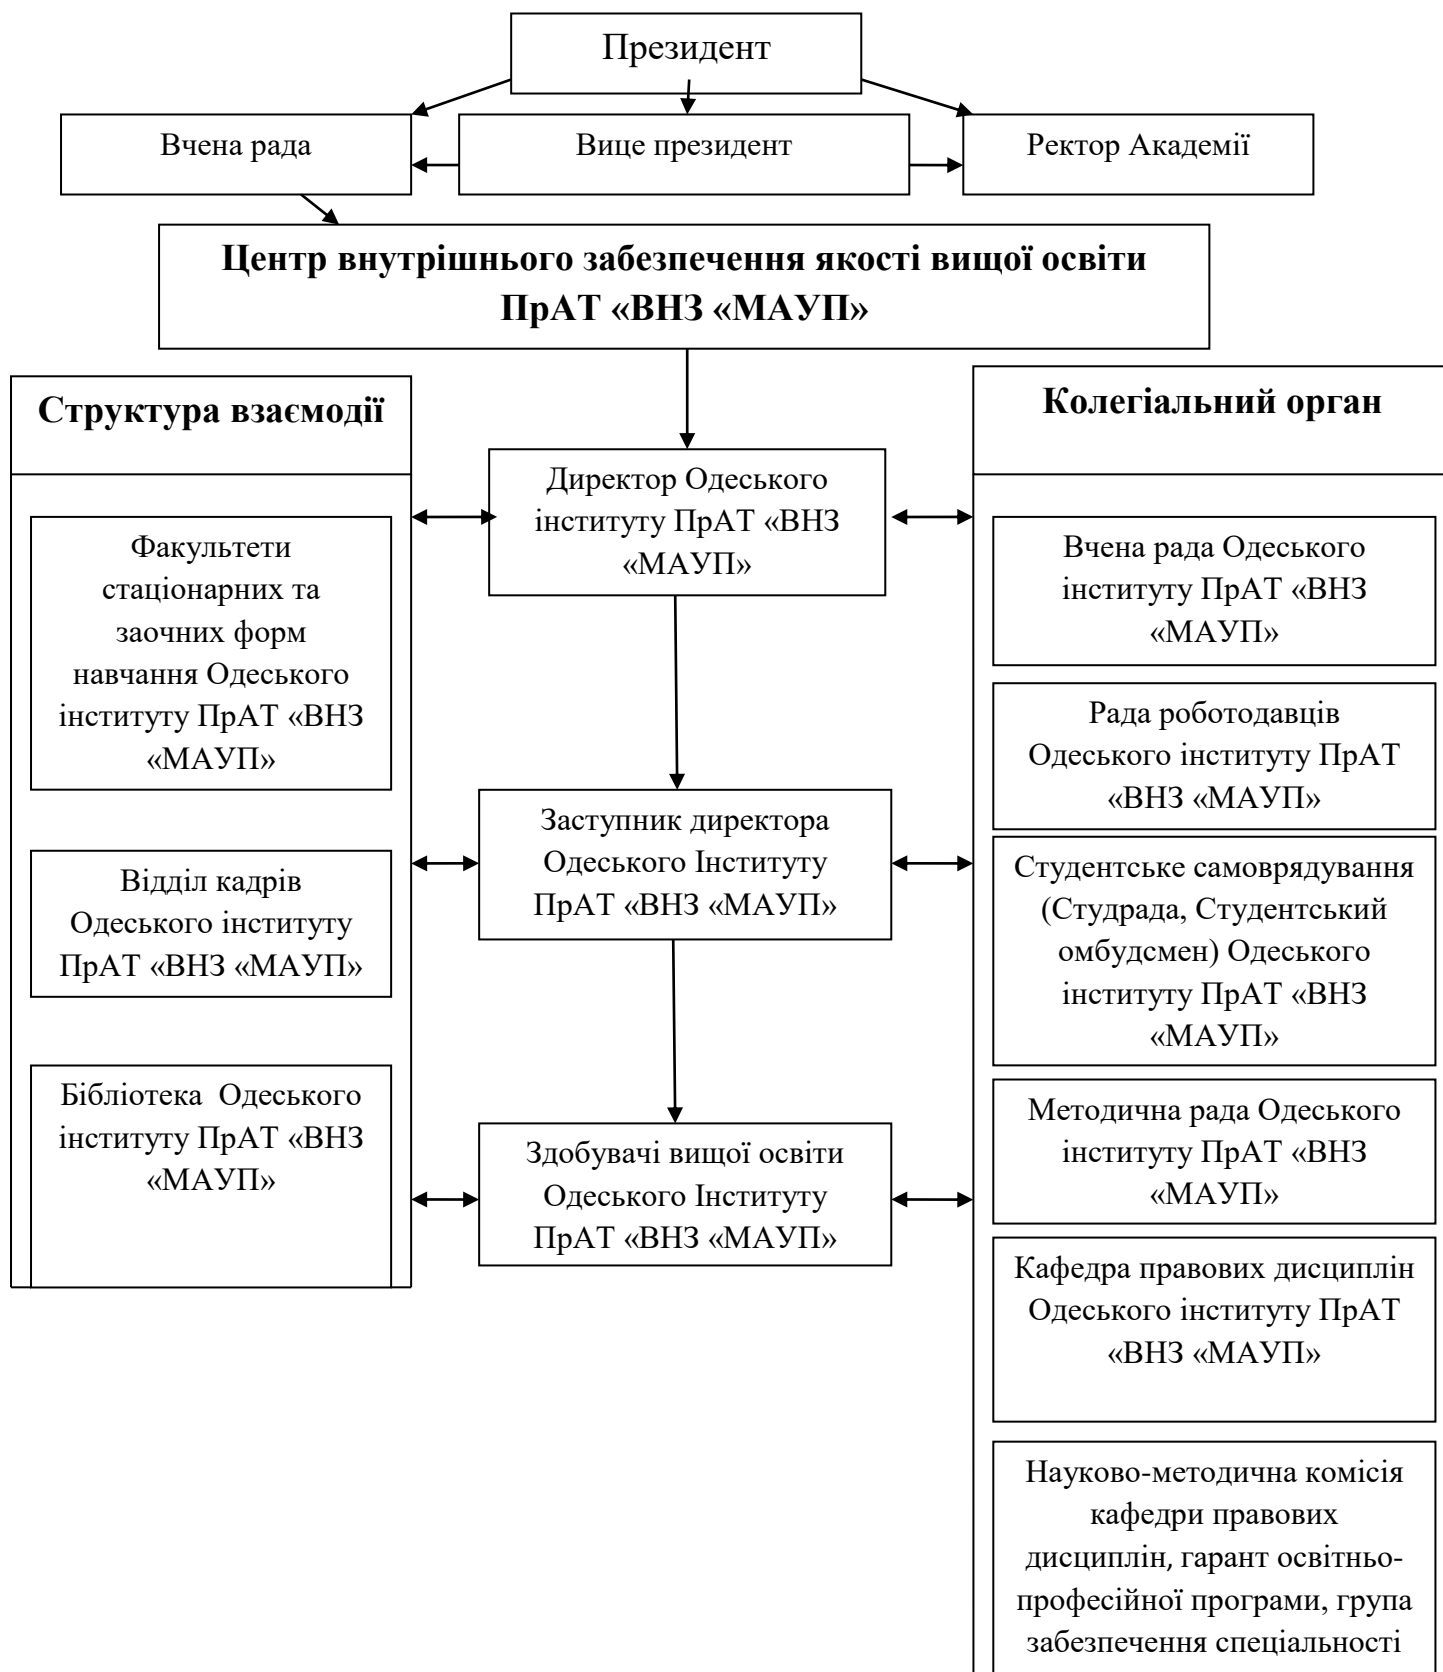 Президент
Вчена рада
Вице президент
Ректор Академії
Центр внутрішнього забезпечення якості вищої освіти
ПрАТ «ВНЗ «МАУП»
Структура взаємодії
Факультети
стаціонарних та
заочних форм
навчання Одеського
інституту ПрАТ «ВНЗ
«МАУП»
Відділ кадрів
Одеського інституту
ПрАТ «ВНЗ «МАУП»
Бібліотека Одеського
інституту ПрАТ «ВНЗ
«МАУП»
Директор Одеського
інституту ПрАТ «ВНЗ
«МАУП»
Заступник директора
Одеського Інституту
ПрАТ «ВНЗ «МАУП»
Здобувачі вищої освіти
Одеського Інституту
ПрАТ «ВНЗ «МАУП»
Колегіальний орган
Вчена рада Одеського
інституту ПрАТ «ВНЗ
«МАУП»
Рада роботодавців
Одеського інституту ПрАТ
«ВНЗ «МАУП»
Студентське самоврядування
(Студрада, Студентський
омбудсмен) Одеського
інституту ПрАТ «ВНЗ
«МАУП»
Методична рада Одеського
інституту ПрАТ «ВНЗ
«МАУП»
Кафедра правових дисциплін
Одеського інституту ПрАТ
«ВНЗ «МАУП»
Науково-методична комісія
кафедри правових
дисциплін, гарант освітньо-
професійної програми, група
забезпечення спеціальності